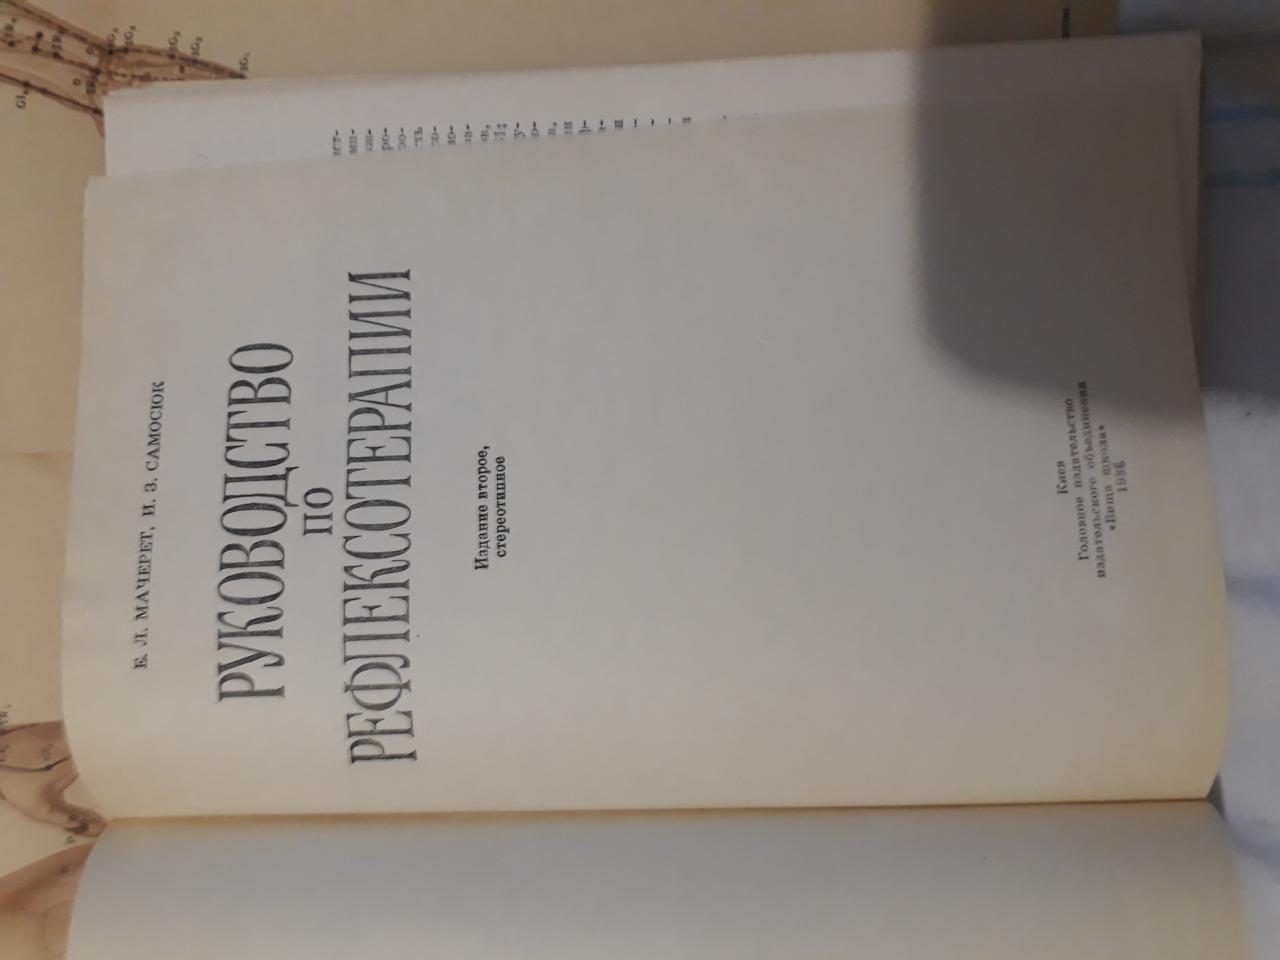 Е. Л. МАЧЕРЕТ, И. З. САМОСЮК
РУКОВОДСТВО
ПО
РЕФЛЕКСОТЕРАПИИ
Издание второе,
стереотипное
Киев
Головное издательство
издательского объединения
«Вища школа»
1986